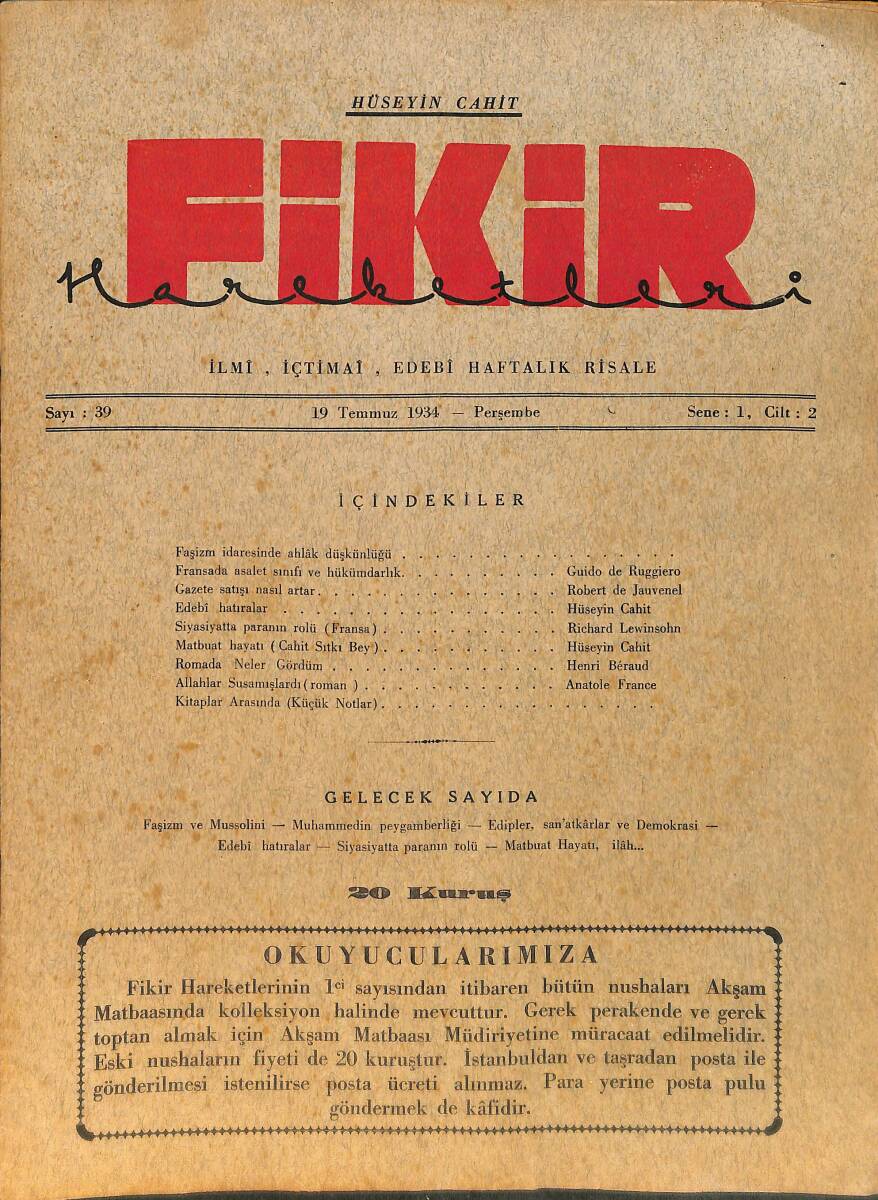 HÜSEYİN CAHİT
FiKiR
Hareketleri
İLMÎ , İÇTİMAÎ , EDEBÎ HAFTALIK RİSALE
Sayı : 39 19 Temmuz 1934 — Perşembe Sene : 1, Cilt : 2
İÇİNDEKİLER
Faşizm idaresinde ahlâk düşkünlüğü . . . . . . . . . . . . . . . .
Fransada asalet sınıfı ve hükümdarlık. . . . . . . . . . Guido de Ruggiero
Gazete satışı nasıl artar. . . . . . . . . . . . . . . Robert de Jauvenel
Edebî hatıralar . . . . . . . . . . . . . . . . . Hüseyin Cahit
Siyasiyatta paranın rolü (Fransa) . . . . . . . . . . . Richard Lewinsohn
Matbuat hayatı ( Cahit Sıtkı Bey ) . . . . . . . . . . . Hüseyin Cahit
Romada Neler Gördüm . . . . . . . . . . . . . . Henri Béraud
Allahlar Susamışlardı ( roman ) . . . . . . . . . . . . Anatole France
Kitaplar Arasında (Küçük Notlar) . . . . . . . . . . . . . . . . .
GELECEK SAYIDA
Faşizm ve Mussolini — Muhammedin peygamberliği — Edipler, san'atkârlar ve Demokrasi —
Edebî hatıralar — Siyasiyatta paranın rolü — Matbuat Hayatı, ilâh...
20 Kuruş
OKUYUCULARIMIZA
Fikir Hareketlerinin 1ci sayısından itibaren bütün nushaları Akşam
Matbaasında kolleksiyon halinde mevcuttur. Gerek perakende ve gerek
toptan almak için Akşam Matbaası Müdiriyetine müracaat edilmelidir.
Eski nushaların fiyeti de 20 kuruştur. İstanbuldan ve taşradan posta ile
gönderilmesi istenilirse posta ücreti alınmaz. Para yerine posta pulu
göndermek de kâfidir.